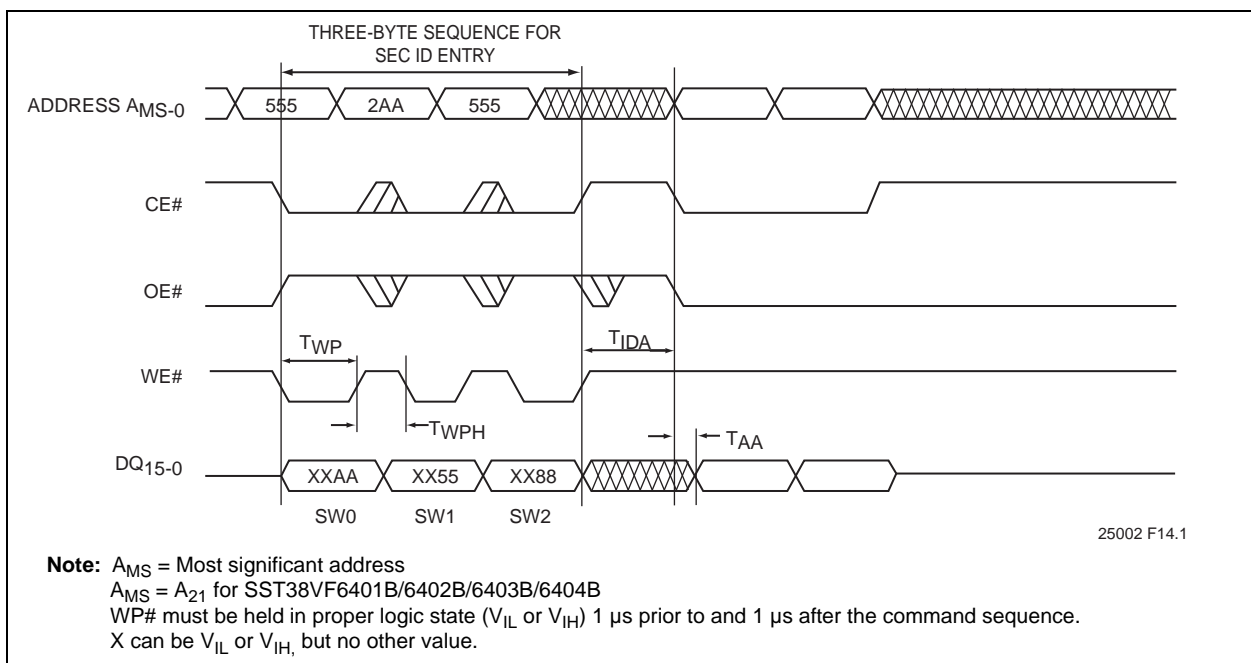 THREE-BYTE SEQUENCE FOR
SEC ID ENTRY
ADDRESS AMS-0
555
2AA
555
CE#
OE#
TWP
TIDA
WE#
TWPH
TAA
DQ15-0
XXAA
XX55
XX88
SW0
SW1
SW2
25002 F14.1
Note: AMS = Most significant address
AMS = A21 for SST38VF6401B/6402B/6403B/6404B
WP# must be held in proper logic state (VIL or VIH) 1 µs prior to and 1 µs after the command sequence.
X can be VIL or VIH, but no other value.